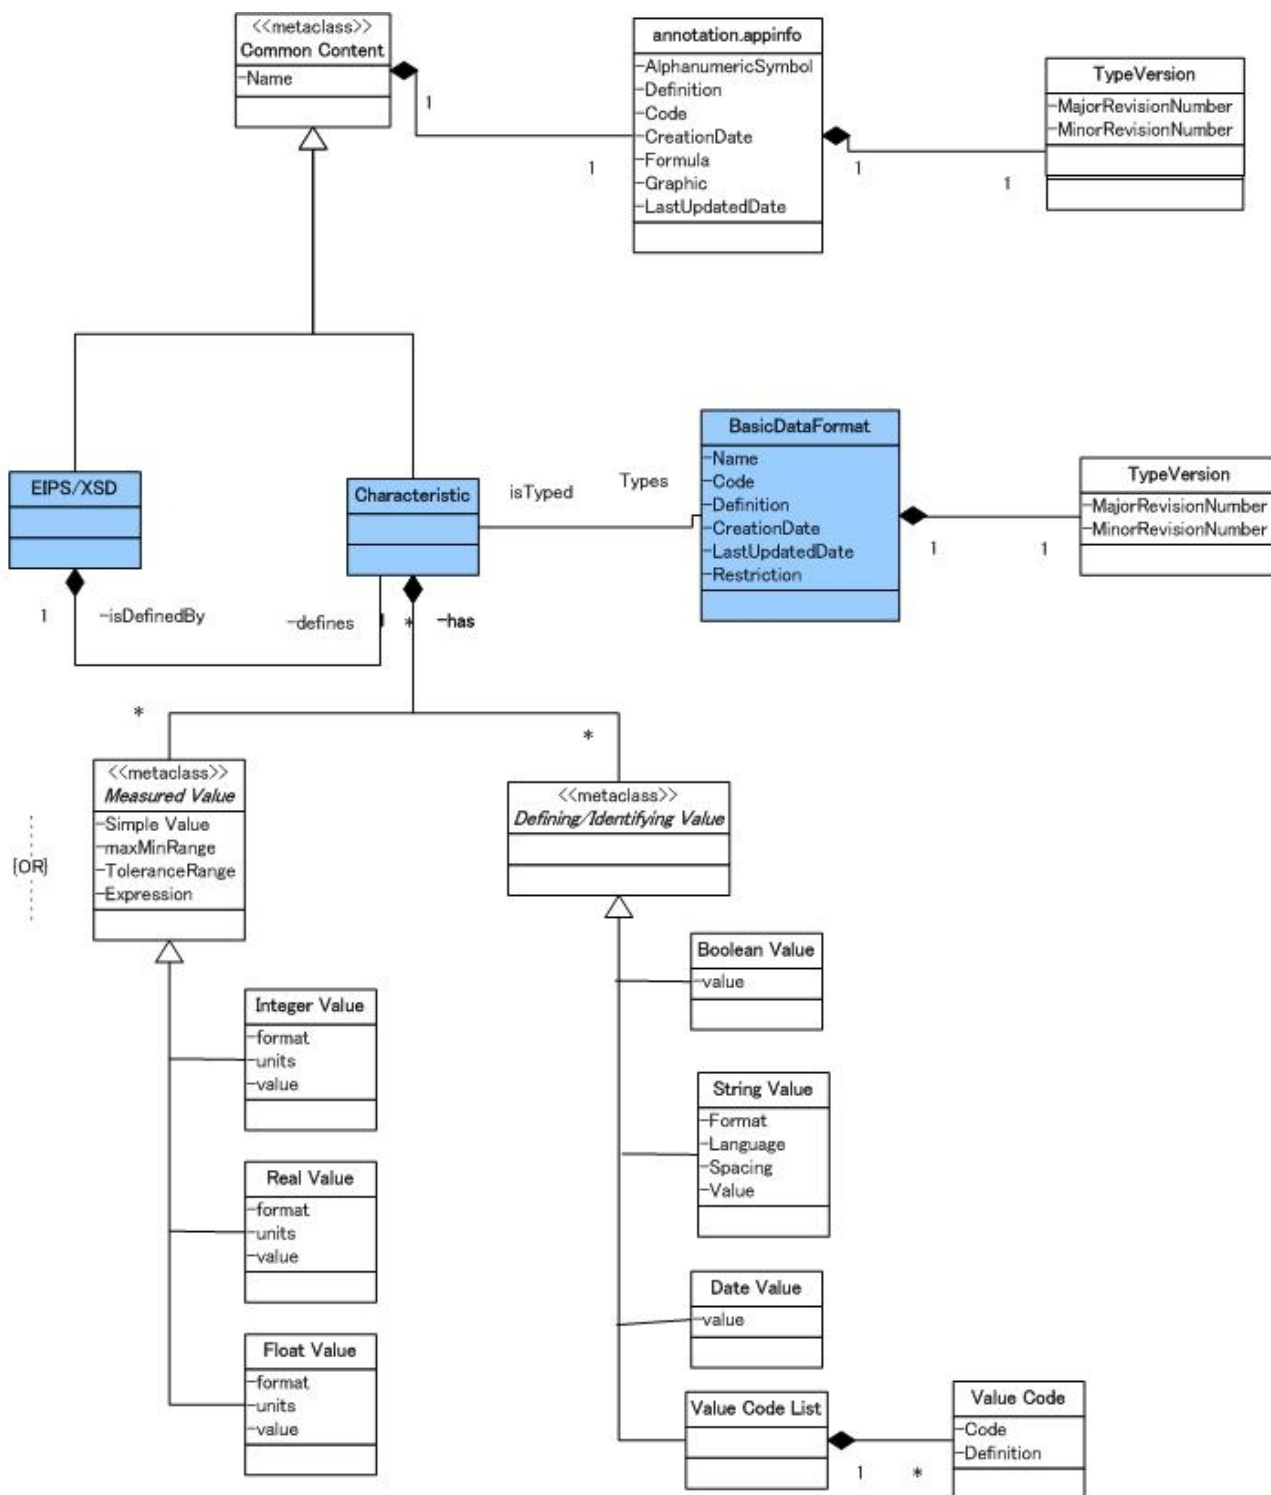 <<metaclass>>
Common Content
-Name
1
1
annotation.appinfo
-AlphanumericSymbol
-Definition
-Code
-CreationDate
-Formula
-Graphic
-LastUpdatedDate
1
1
TypeVersion
-MajorRevisionNumber
-MinorRevisionNumber
EIPS/XSD
Characteristic
isTyped
Types
BasicDataFormat
-Name
-Code
-Definition
-CreationDate
-LastUpdatedDate
-Restriction
1
1
TypeVersion
-MajorRevisionNumber
-MinorRevisionNumber
1
-isDefinedBy
-defines
*
-has
*
*
<<metaclass>>
Measured Value
-Simple Value
-maxMinRange
-ToleranceRange
-Expression
{OR}
<<metaclass>>
Defining/Identifying Value
Integer Value
-format
-units
-value
Real Value
-format
-units
-value
Float Value
-format
-units
-value
Boolean Value
-value
String Value
-Format
-Language
-Spacing
-Value
Date Value
-value
Value Code List
1
*
Value Code
-Code
-Definition